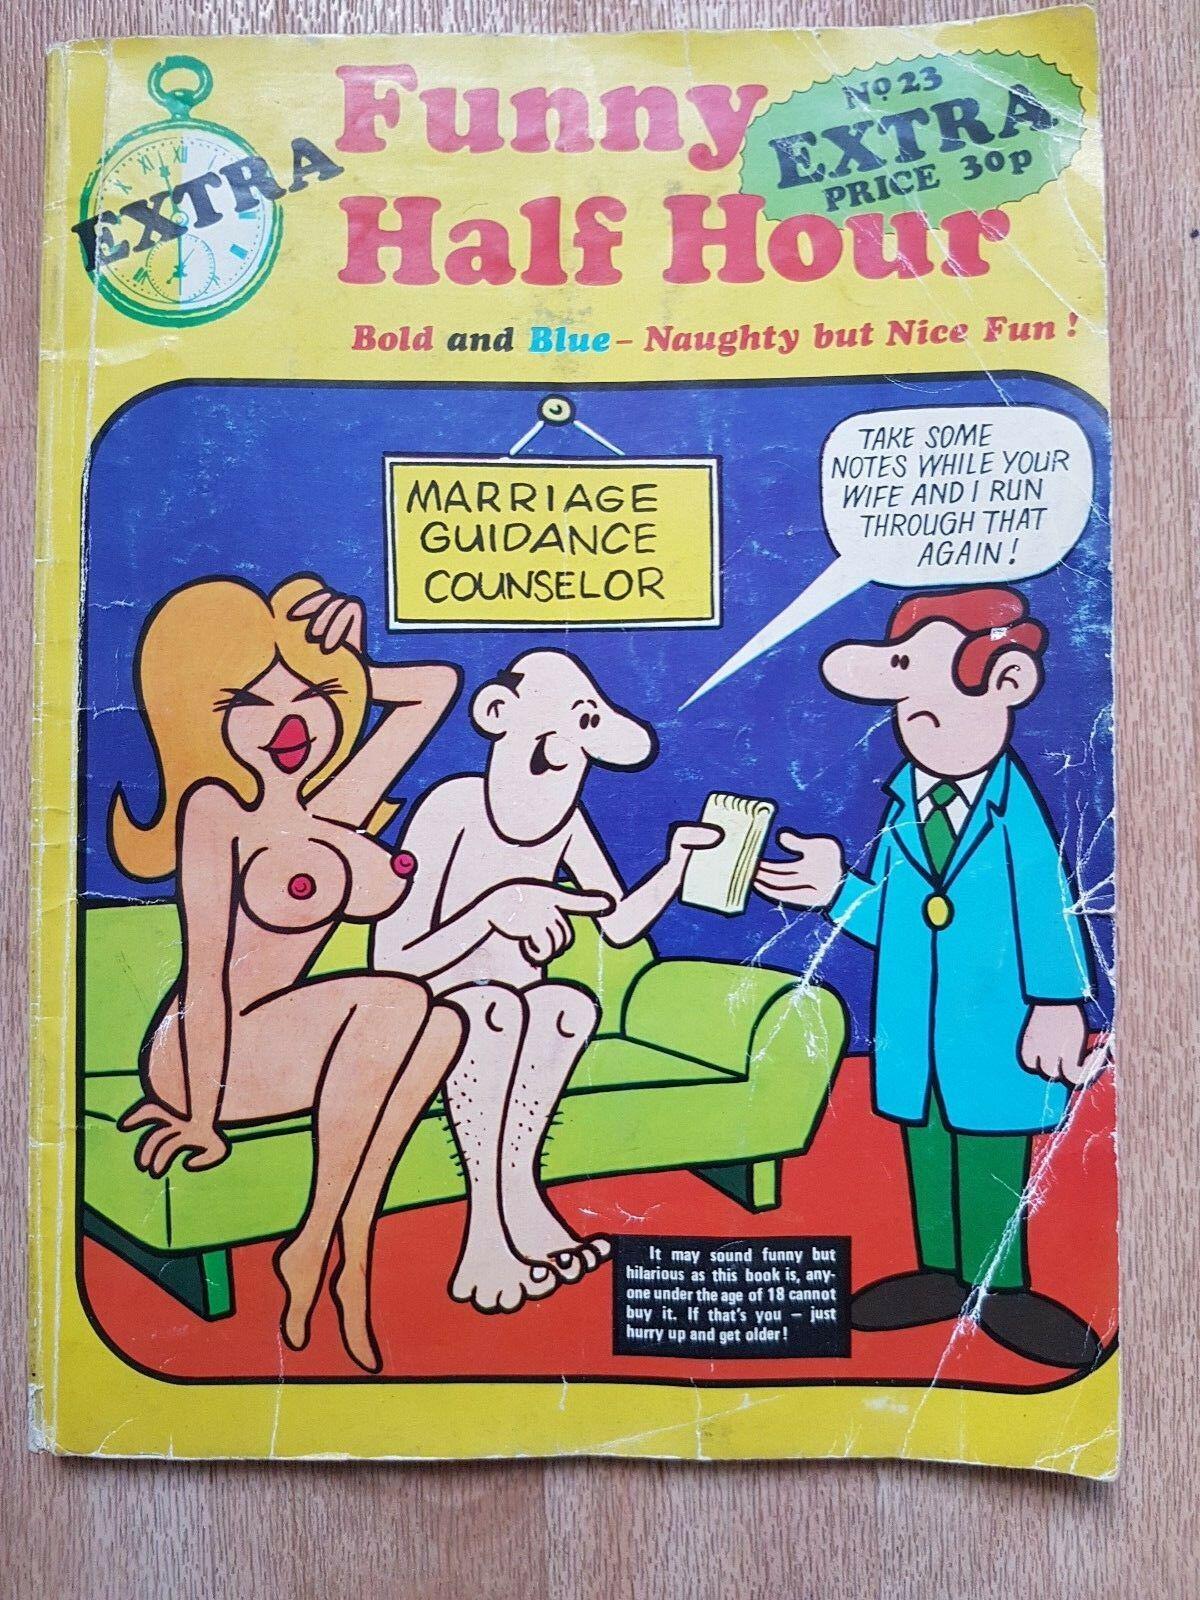 EXTRA
Funny
Half Hour
Nº 23
EXTRA
PRICE 30p
Bold and Blue - Naughty but Nice Fun!
MARRIAGE
GUIDANCE
COUNSELOR
TAKE SOME
NOTES WHILE YOUR
WIFE AND I RUN
THROUGH THAT
AGAIN!
It may sound funny but
hilarious as this book is, any-
one under the age of 18 cannot
buy it. If that's you — just
hurry up and get older!